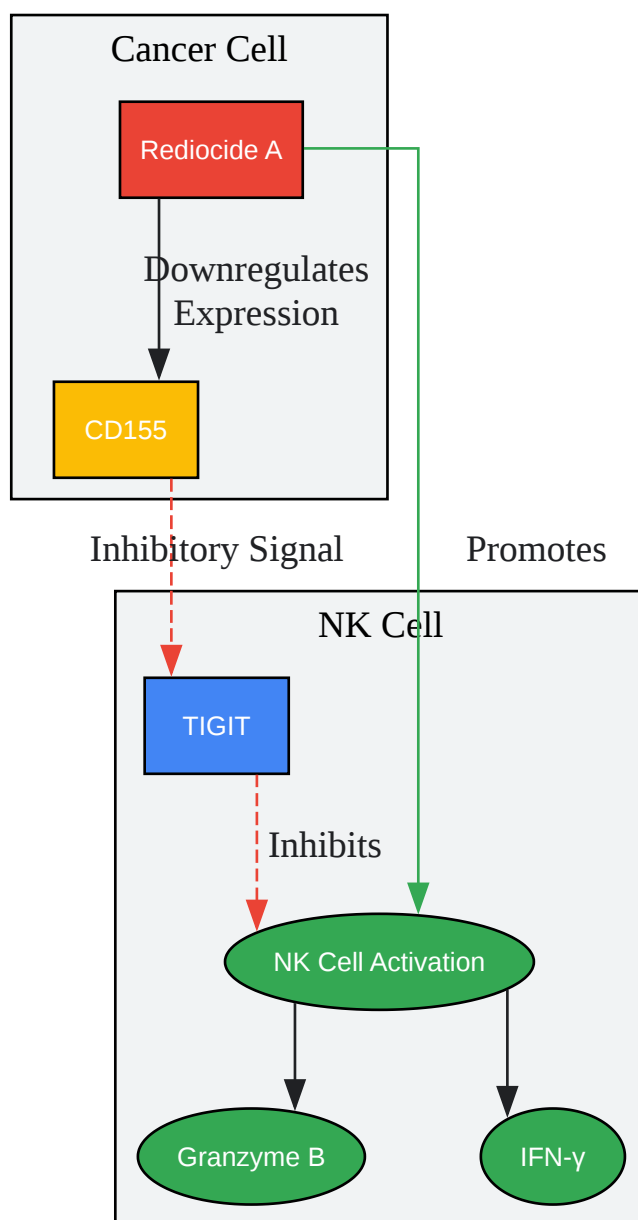 Cancer Cell
Rediocide A
Downregulates
Expression
CD155
Inhibitory Signal
Promotes
NK Cell
TIGIT
Inhibits
NK Cell Activation
Granzyme B
IFN-γ